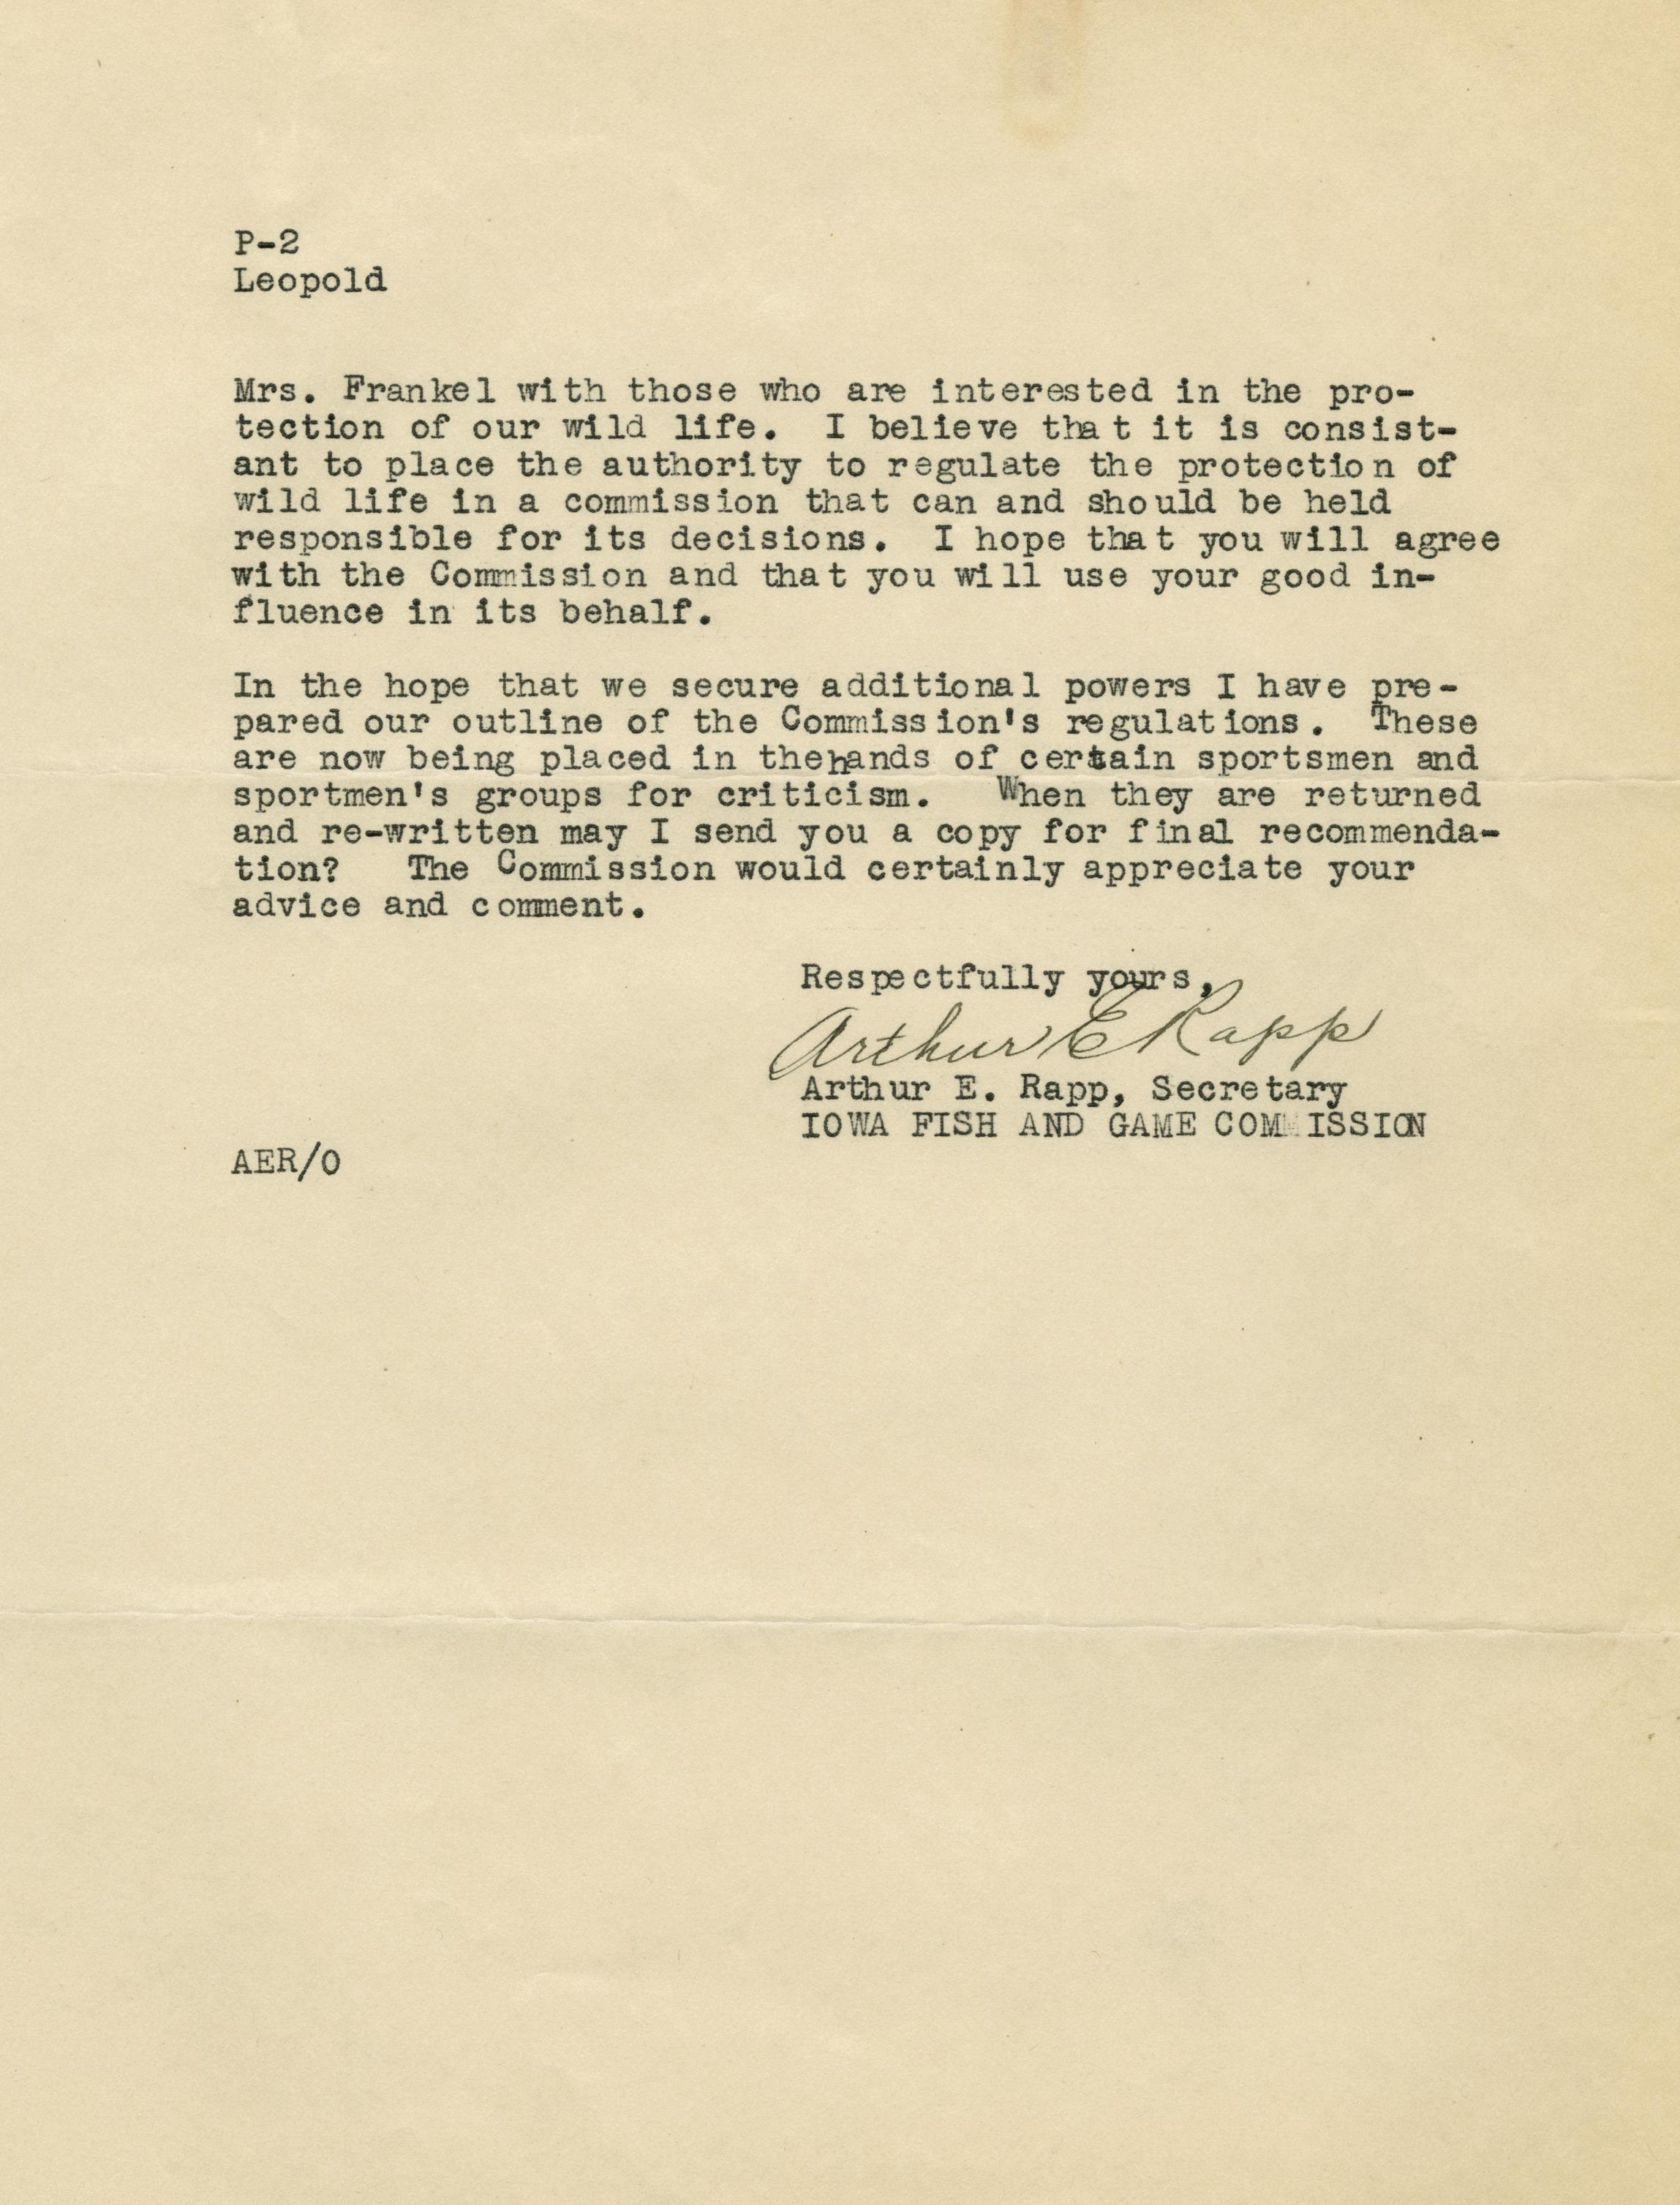 P-2
Leopold
Mrs. Frankel with those who are interested in the pro-
tection of our wild life. I believe that it is consist-
ant to place the authority to regulate the protection of
wild life in a commission that can and should be held
responsible for its decisions. I hope that you will agree
with the Commission and that you will use your good in-
fluence in its behalf.
In the hope that we secure additional powers I have pre-
pared our outline of the Commission's regulations. These
are now being placed in thehands of certain sportsmen and
sportmen's groups for criticism. When they are returned
and re-written may I send you a copy for final recommenda-
tion? The Commission would certainly appreciate your
advice and comment.
Respectfully yours,
Arthur E Rapp
Arthur E. Rapp, Secretary
IOWA FISH AND GAME COMMISSION
AER/O